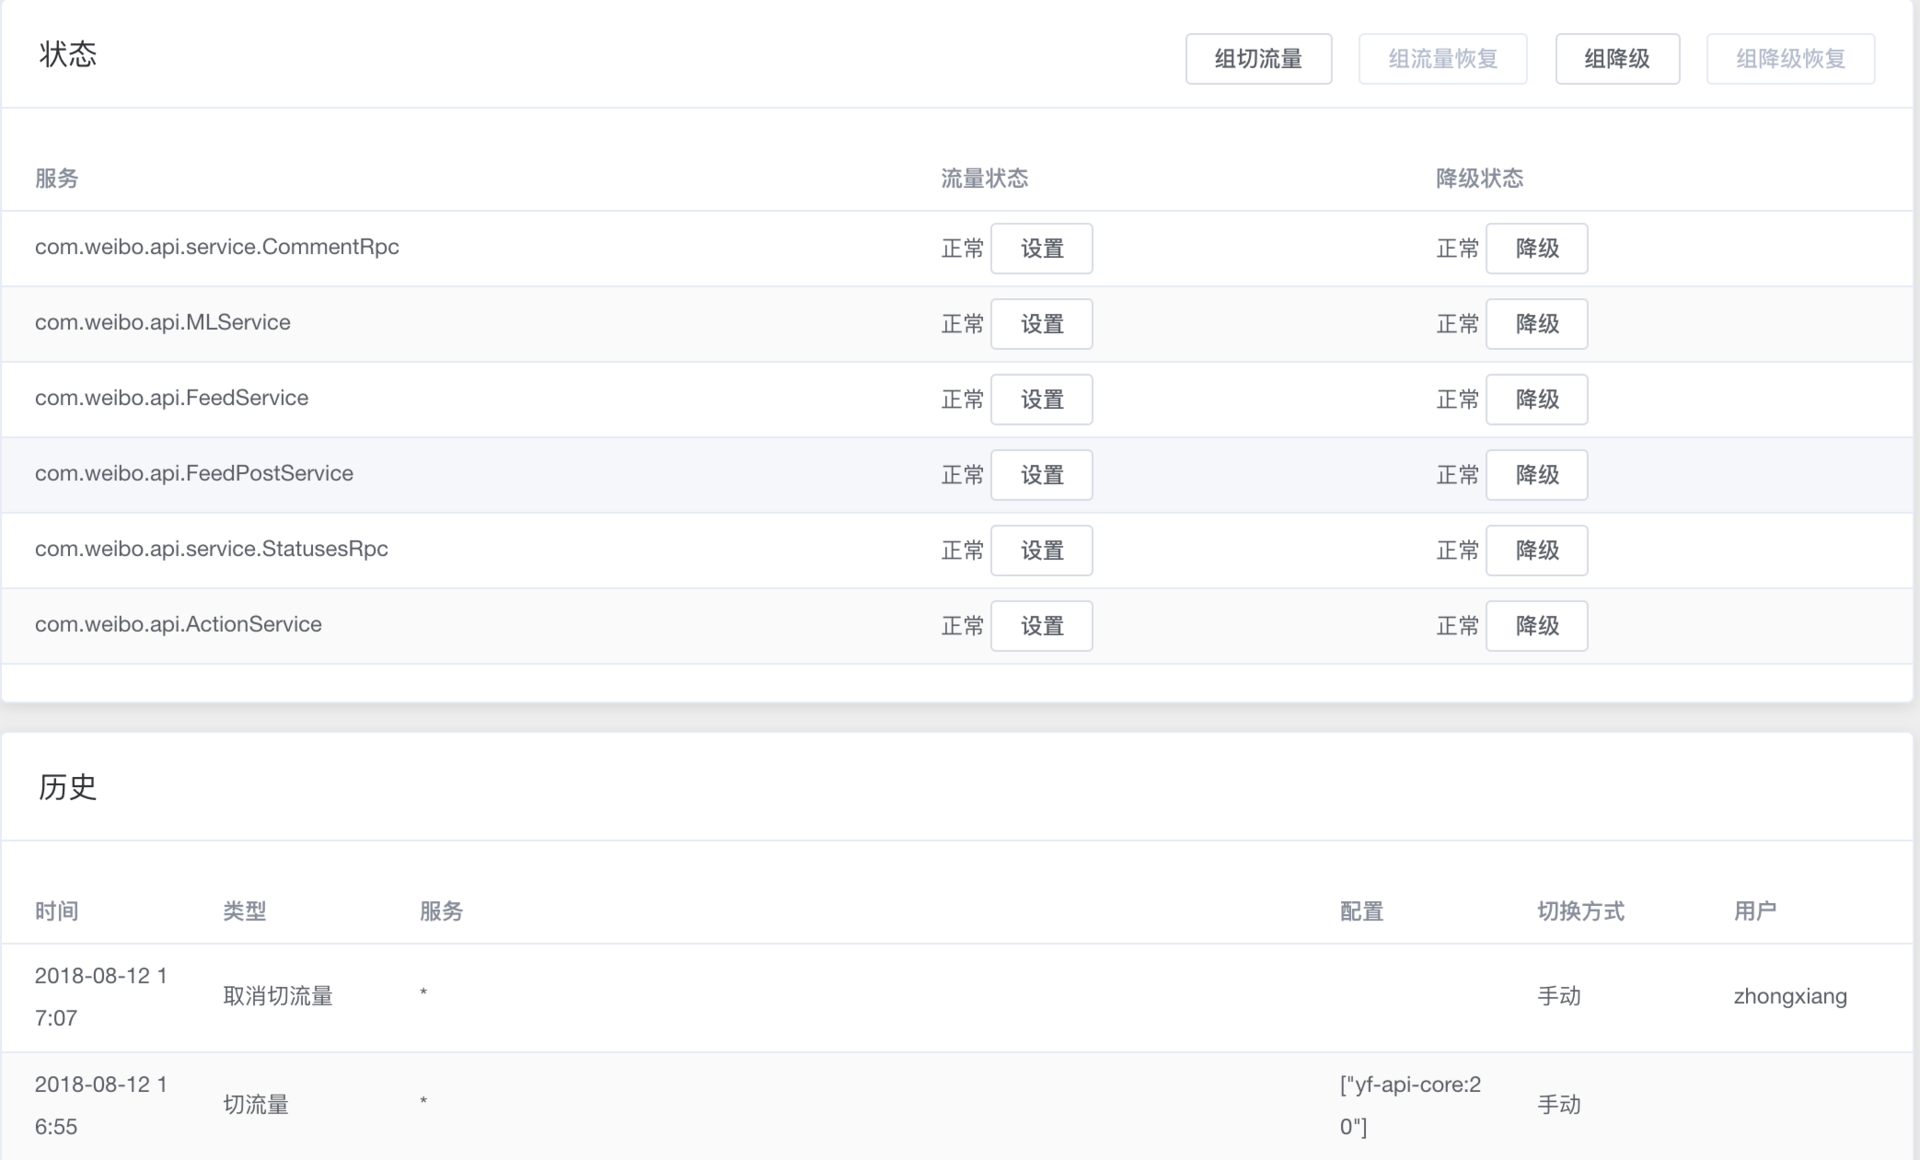 状态
组切流量 组流量恢复 组降级 组降级恢复
服务 流量状态 降级状态
com.weibo.api.service.CommentRpc 正常 设置 正常 降级
com.weibo.api.MLService 正常 设置 正常 降级
com.weibo.api.FeedService 正常 设置 正常 降级
com.weibo.api.FeedPostService 正常 设置 正常 降级
com.weibo.api.service.StatusesRpc 正常 设置 正常 降级
com.weibo.api.ActionService 正常 设置 正常 降级
历史
时间 类型 服务 配置 切换方式 用户
2018-08-12 1
7:07
取消切流量 * 手动 zhongxiang
2018-08-12 1
6:55
切流量 *
["yf-api-core:2
0"]
手动